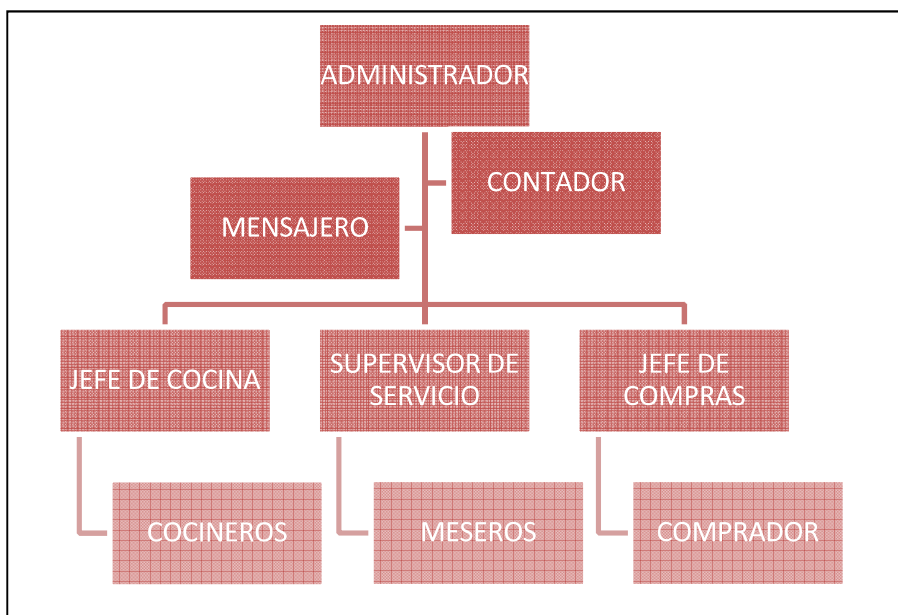 ADMINISTRADOR
CONTADOR
MENSAJERO
JEFE DE COCINA
SUPERVISOR DE
SERVICIO
JEFE DE
COMPRAS
COCINEROS
MESEROS
COMPRADOR